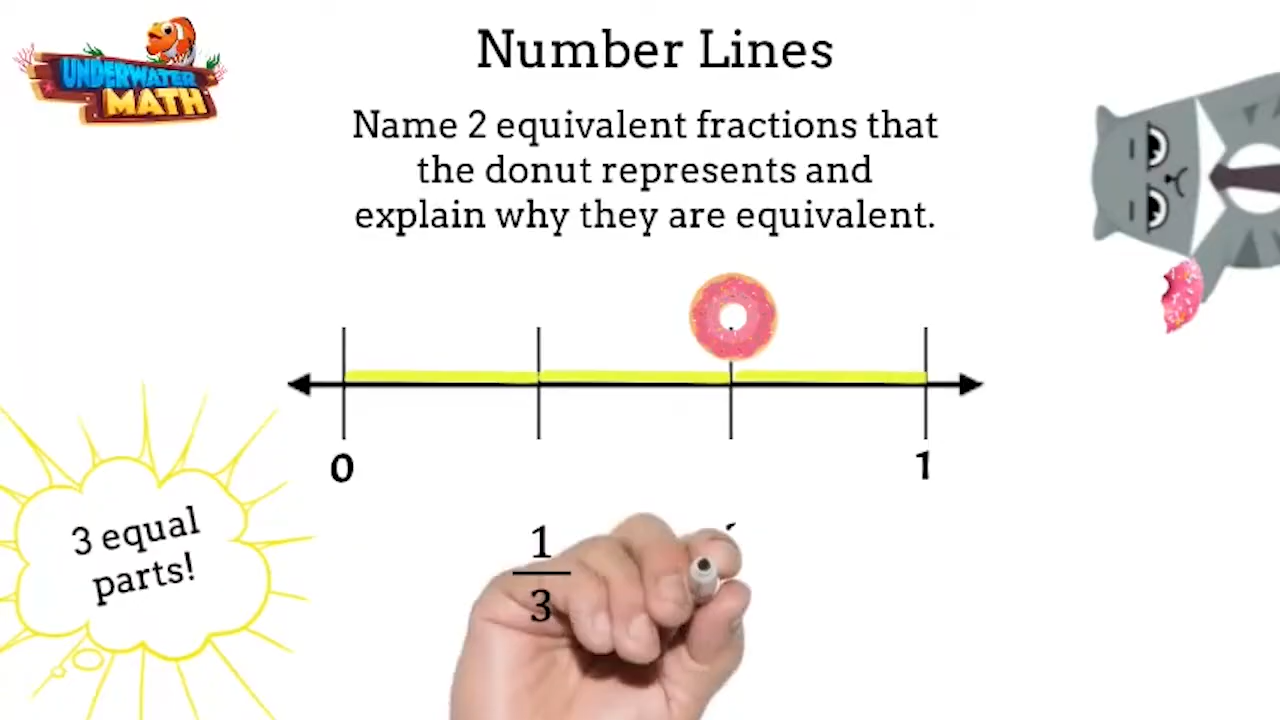 UNDERWATER
MATH
Number Lines
Name 2 equivalent fractions that
the donut represents and
explain why they are equivalent.
0
1
3 equal
parts!
1
3